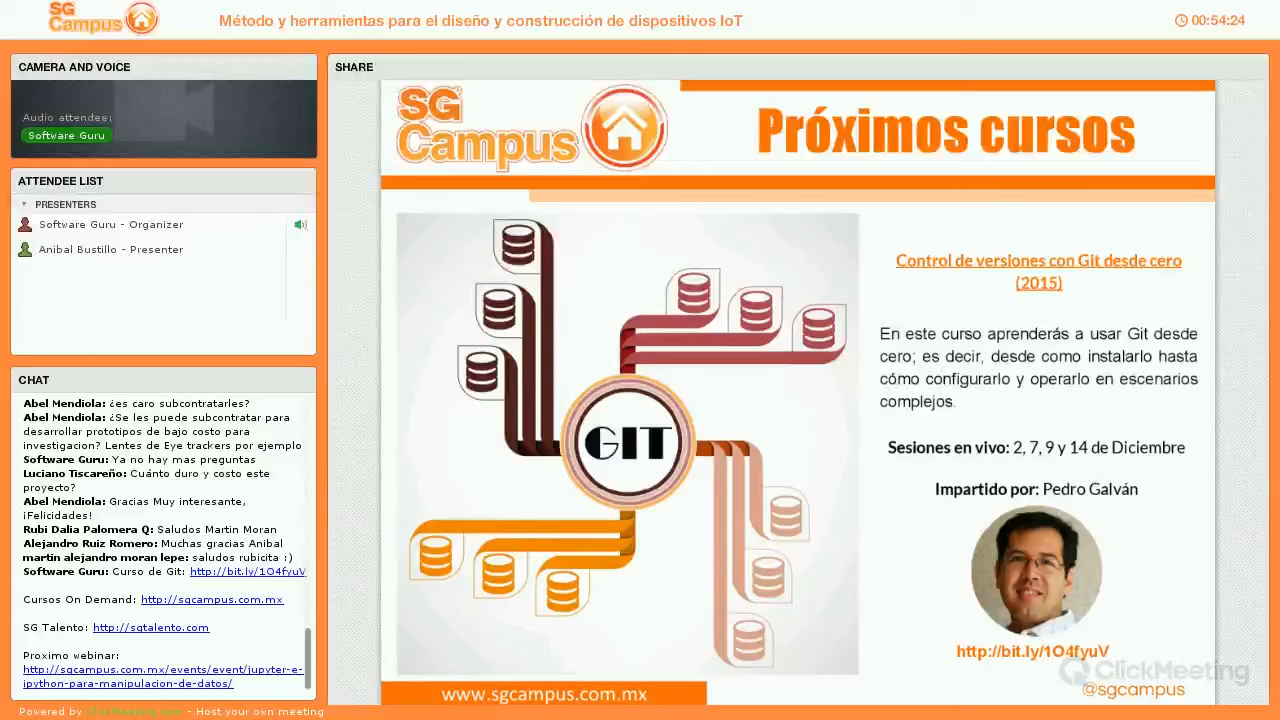 SG Campus
Método y herramientas para el diseño y construcción de dispositivos IoT
00:54:24
CAMERA AND VOICE
Audio attendee:
Software Guru
ATTENDEE LIST
PRESENTERS
Software Guru - Organizer
Anibal Bustillo - Presenter
CHAT
Abel Mendiola: ¿es caro subcontratarles?
Abel Mendiola: ¿Se les puede subcontratar para
desarrollar prototipos de bajo costo para
investigacion? Lentes de Eye trackers por ejemplo
Software Guru: Ya no hay mas preguntas
Luciano Tiscareño: Cuánto duro y costo este
proyecto?
Abel Mendiola: Gracias Muy interesante,
¡Felicidades!
Rubi Dalia Palomera Q: Saludos Martin Moran
Alejandro Ruiz Romero: Muchas gracias Anibal
martin alejandro moran lepe: saludos rubicita :)
Software Guru: Curso de Git: http://bit.ly/1O4fyuV
Cursos On Demand: http://sgcampus.com.mx
SG Talento: http://sgtalento.com
Proximo webinar:
http://sgcampus.com.mx/events/event/jupyter-e-
ipython-para-manipulacion-de-datos/
Powered by ClickMeeting.com - Host your own meeting
SHARE
SG
Campus
Próximos cursos
GIT
Control de versiones con Git desde cero
(2015)
En este curso aprenderás a usar Git desde
cero; es decir, desde como instalarlo hasta
cómo configurarlo y operarlo en escenarios
complejos.
Sesiones en vivo: 2, 7, 9 y 14 de Diciembre
Impartido por: Pedro Galván
http://bit.ly/1O4fyuV
ClickMeeting
@sgcampus
www.sgcampus.com.mx